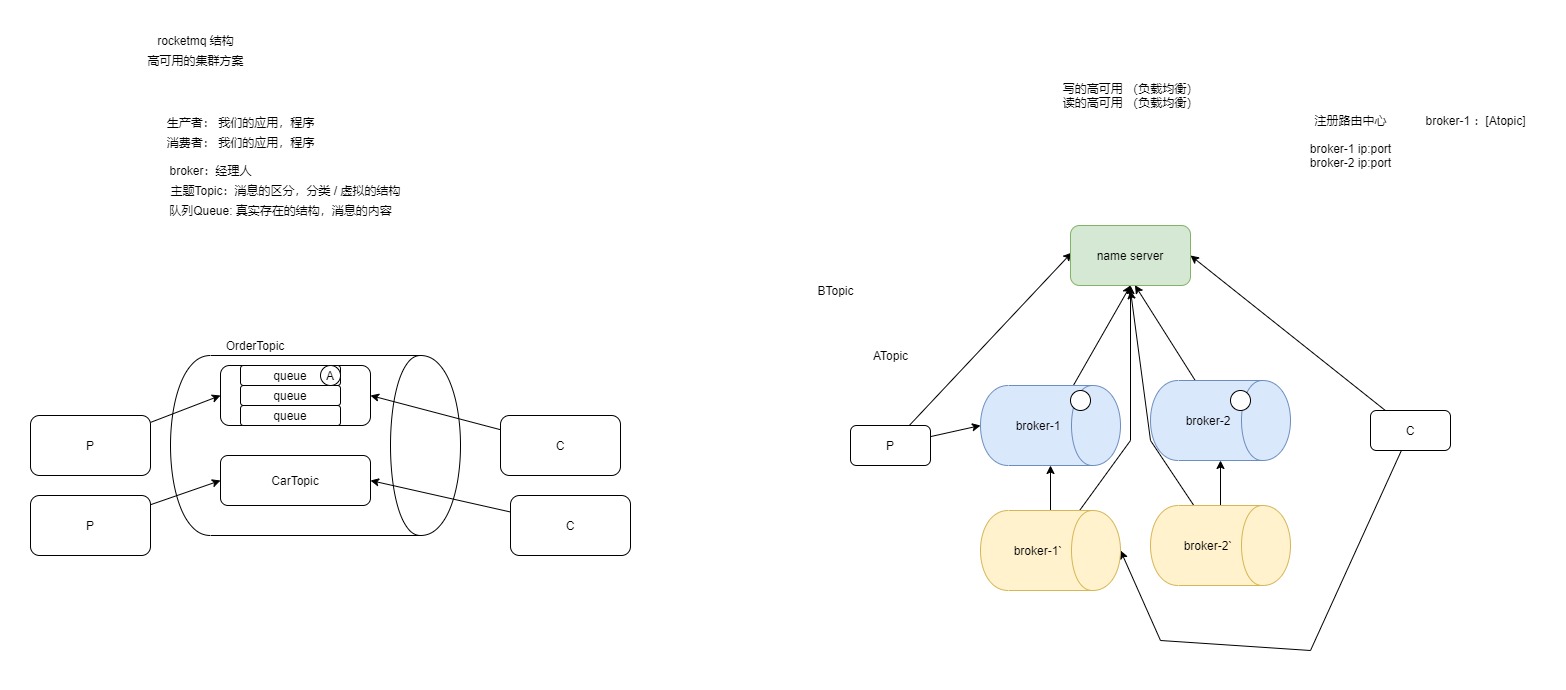 rocketmq 结构
高可用的集群方案
生产者： 我们的应用，程序
消费者： 我们的应用，程序
broker：经理人
主题Topic：消息的区分，分类 / 虚拟的结构
队列Queue: 真实存在的结构，消息的内容
OrderTopic
queue
A
queue
queue
P
C
CarTopic
P
C
写的高可用 （负载均衡）
读的高可用 （负载均衡）
注册路由中心
broker-1 ：[Atopic]
broker-1 ip:port
broker-2 ip:port
name server
BTopic
ATopic
P
broker-1
broker-2
C
broker-1`
broker-2`